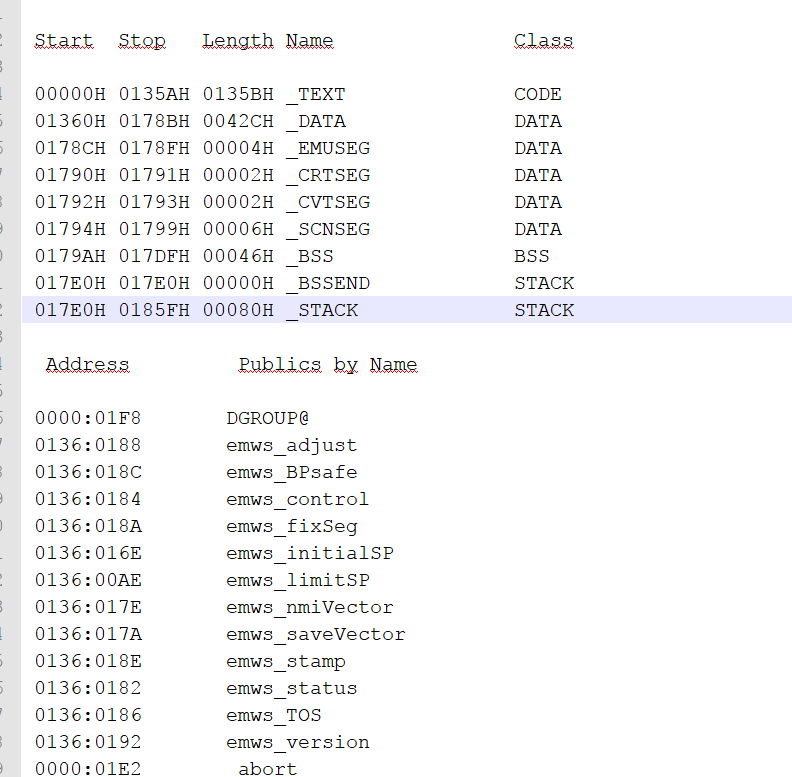 Start  Stop   Length Name               Class
00000H 0135AH 0135BH _TEXT              CODE
01360H 0178BH 0042CH _DATA              DATA
0178CH 0178FH 00004H _EMUSEG            DATA
01790H 01791H 00002H _CRTSEG            DATA
01792H 01793H 00002H _CVTSEG            DATA
01794H 01799H 00006H _SCNSEG            DATA
0179AH 017DFH 00046H _BSS               BSS
017E0H 017E0H 00000H _BSSEND            STACK
017E0H 0185FH 00080H _STACK             STACK
Address         Publics by Name
0000:01F8       DGROUP@
0136:0188       emws_adjust
0136:018C       emws_BPsafe
0136:0184       emws_control
0136:018A       emws_fixSeg
0136:016E       emws_initialSP
0136:00AE       emws_limitSP
0136:017E       emws_nmiVector
0136:017A       emws_saveVector
0136:018E       emws_stamp
0136:0182       emws_status
0136:0186       emws_TOS
0136:0192       emws_version
0000:01E2        abort